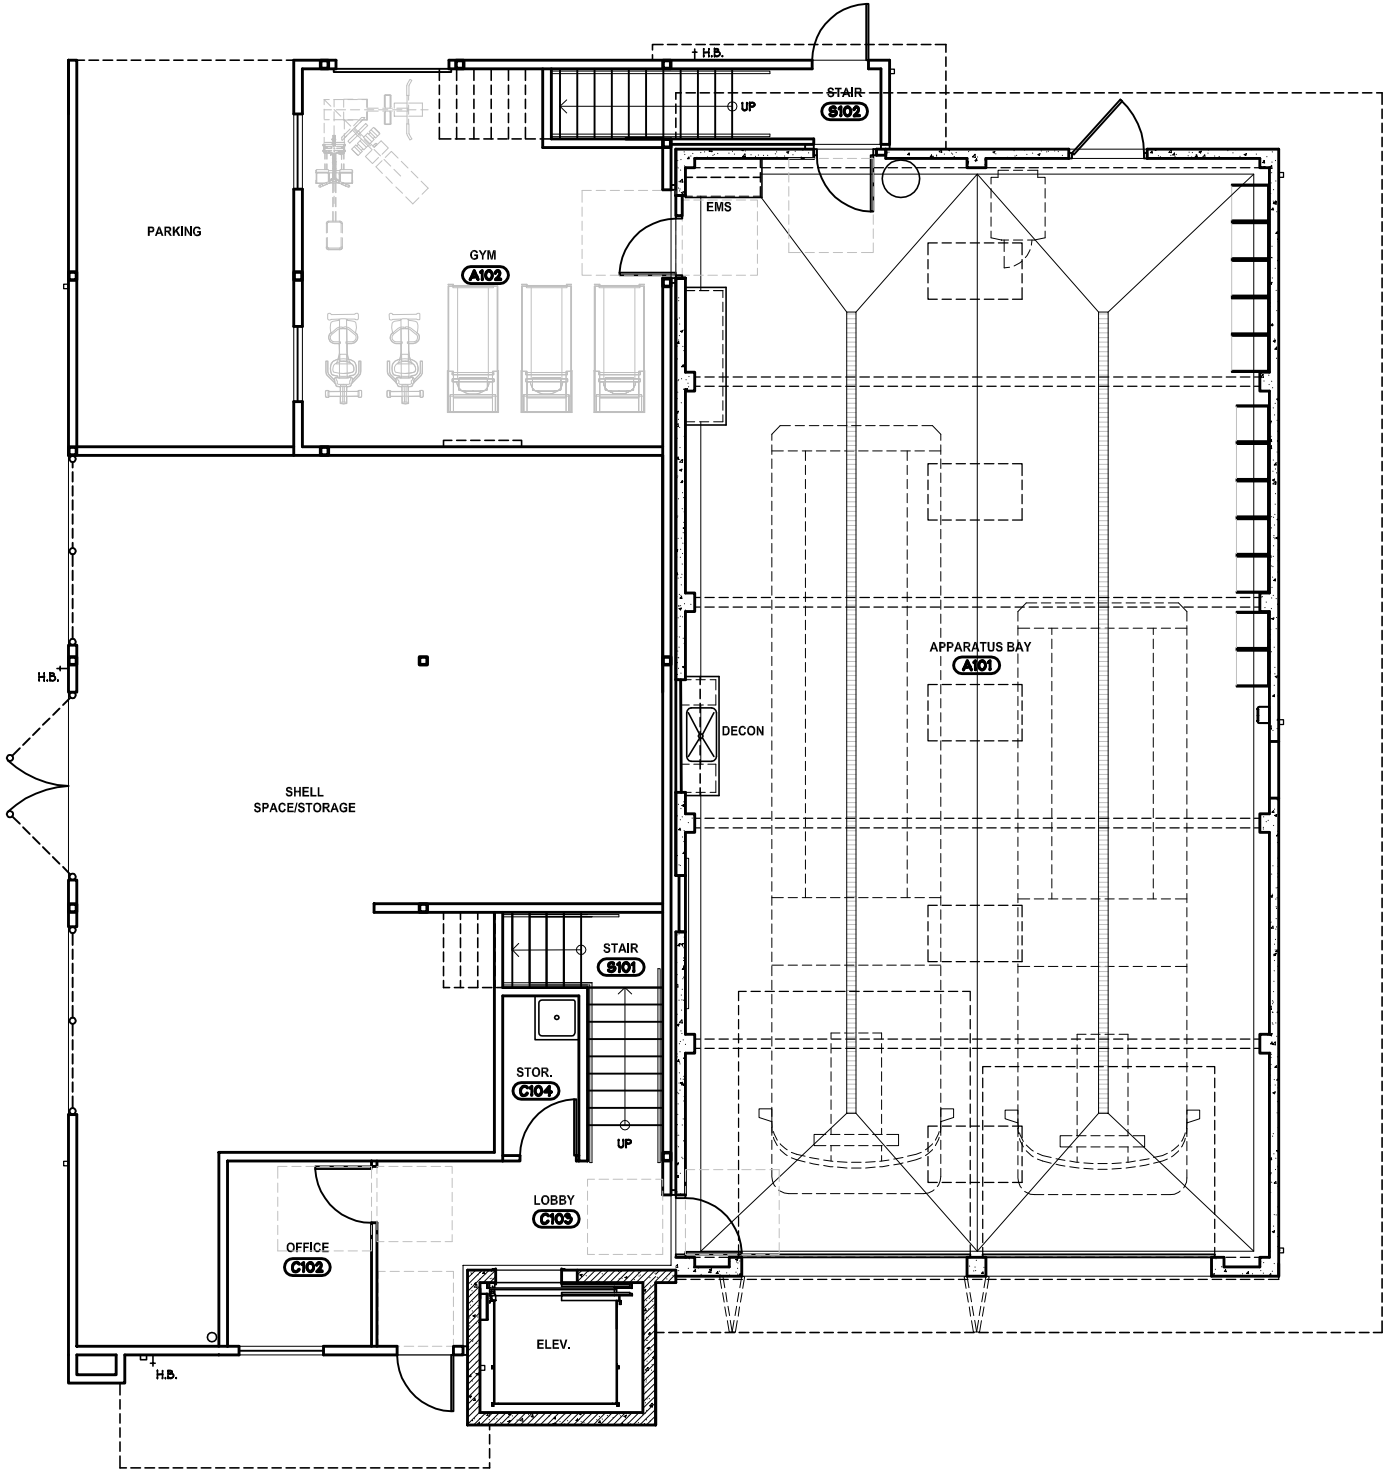 H.B.
STAIR
S102
UP
EMS
PARKING
GYM
A102
APPARATUS BAY
A101
H.B.
DECON
SHELL
SPACE/STORAGE
STAIR
S101
STOR.
C104
UP
LOBBY
C103
OFFICE
C102
ELEV.
H.B.